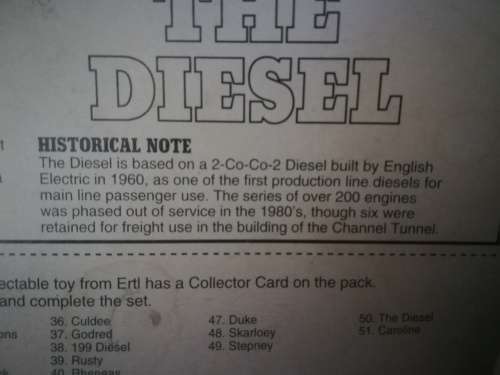 THE
DIESEL
HISTORICAL NOTE
The Diesel is based on a 2-Co-Co-2 Diesel built by English
Electric in 1960, as one of the first production line diesels for
main line passenger use. The series of over 200 engines
was phased out of service in the 1980's, though six were
retained for freight use in the building of the Channel Tunnel.
ectable toy from Ertl has a Collector Card on the pack.
and complete the set.
36. Culdee 47. Duke 50. The Diesel
ons 37. Godred 48. Skarloey 51. Caroline
38. 199 Diesel 49. Stepney
39. Rusty
40. Rheneas